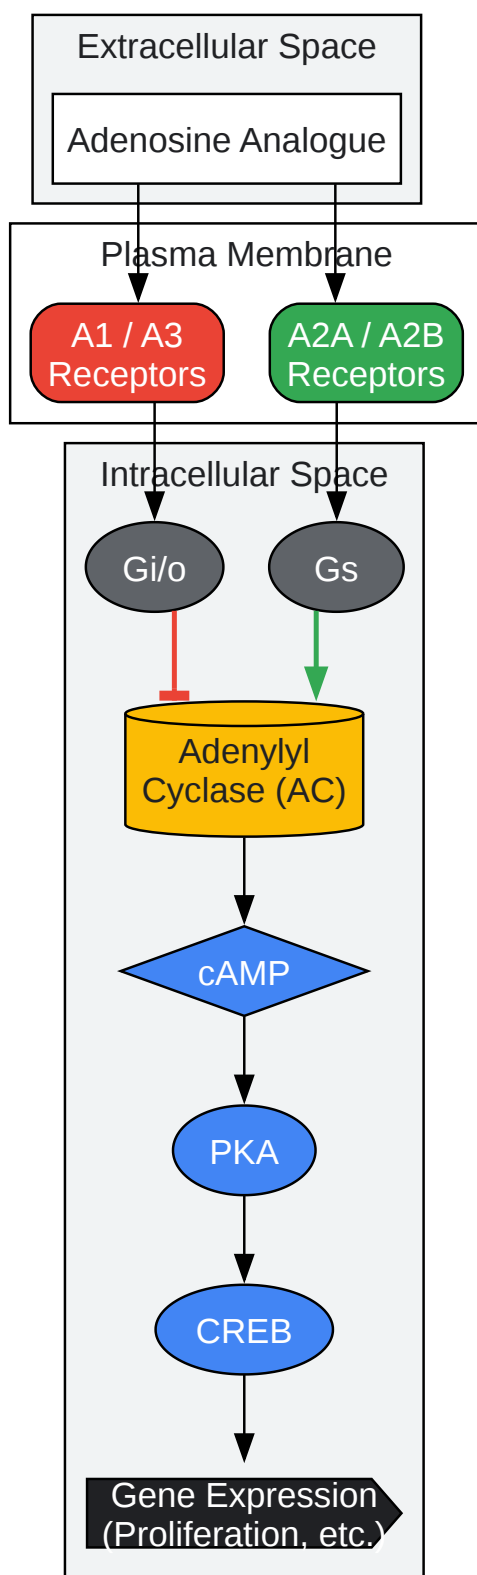 Extracellular Space
Adenosine Analogue
Plasma Membrane
A1 / A3
Receptors
A2A / A2B
Receptors
Intracellular Space
Gi/o
Gs
Adenylyl
Cyclase (AC)
cAMP
PKA
CREB
Gene Expression
(Proliferation, etc.)